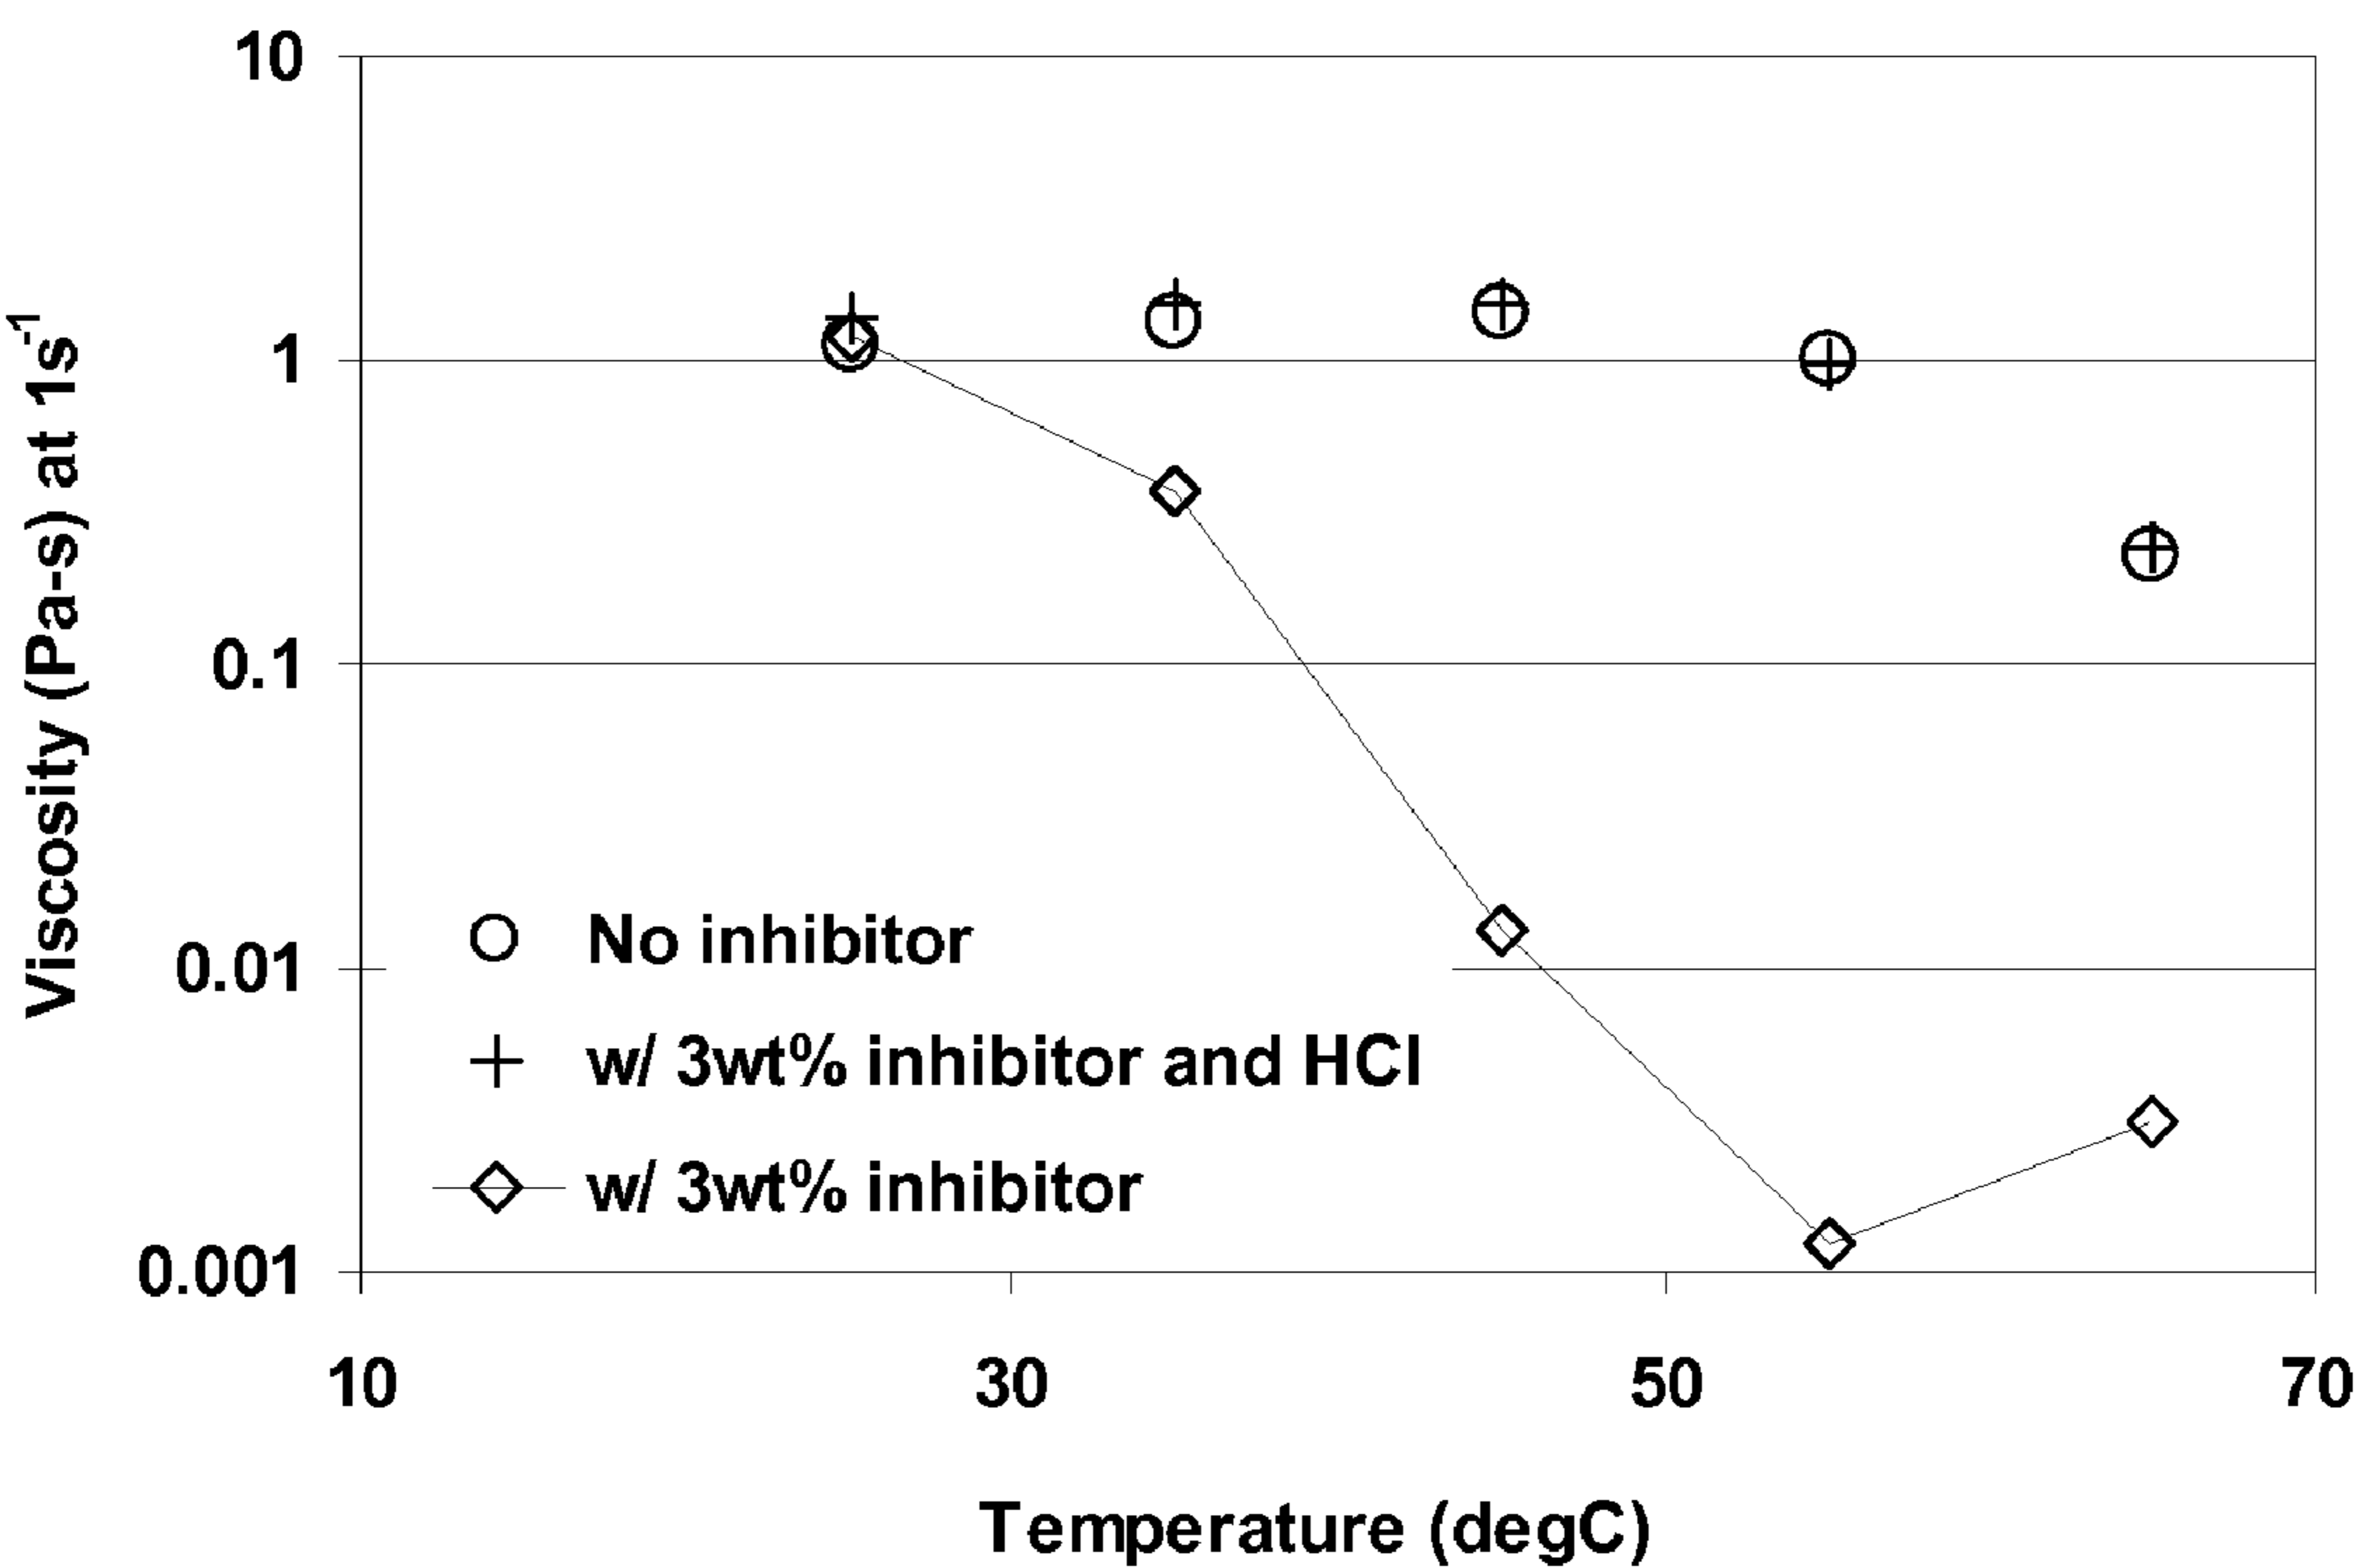 10
1
0.1
0.01
0.001
Viscosity (Pa-s) at 1s⁻¹
No inhibitor
w/ 3wt% inhibitor and HCl
w/ 3wt% inhibitor
10 30 50 70
Temperature (degC)